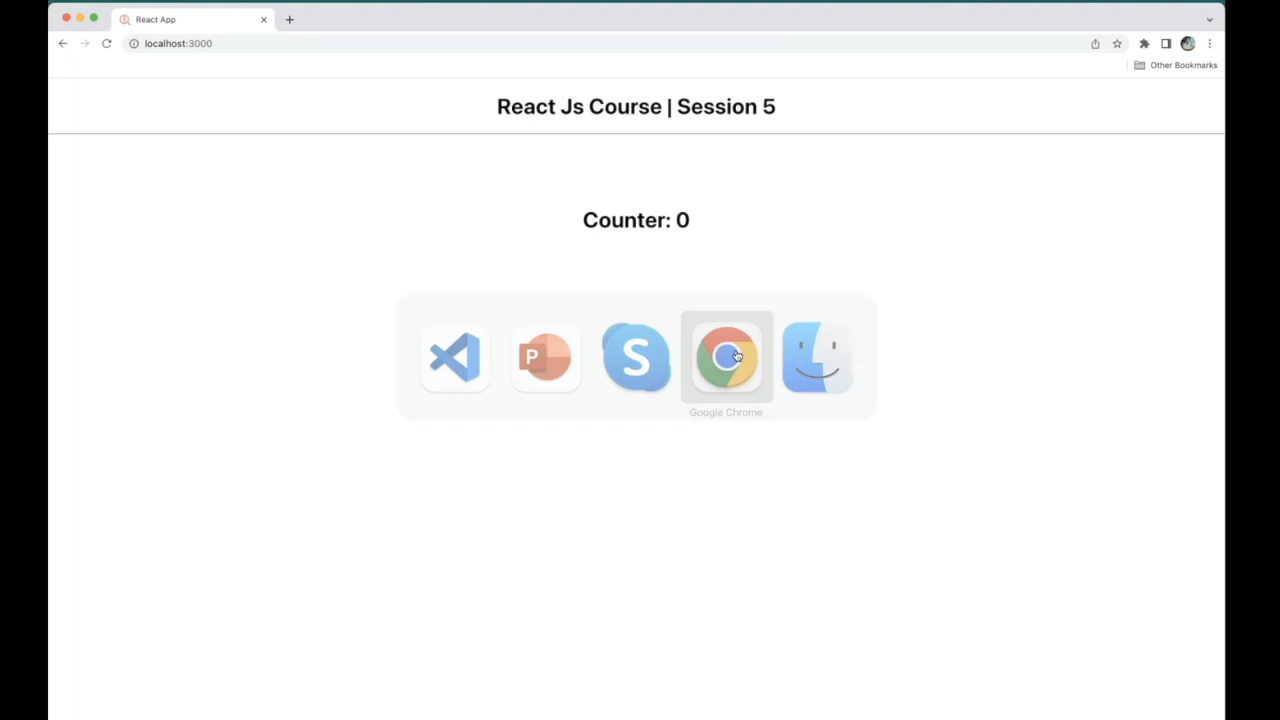 React App
localhost:3000
Other Bookmarks
React Js Course | Session 5
Counter: 0
P
S
Google Chrome